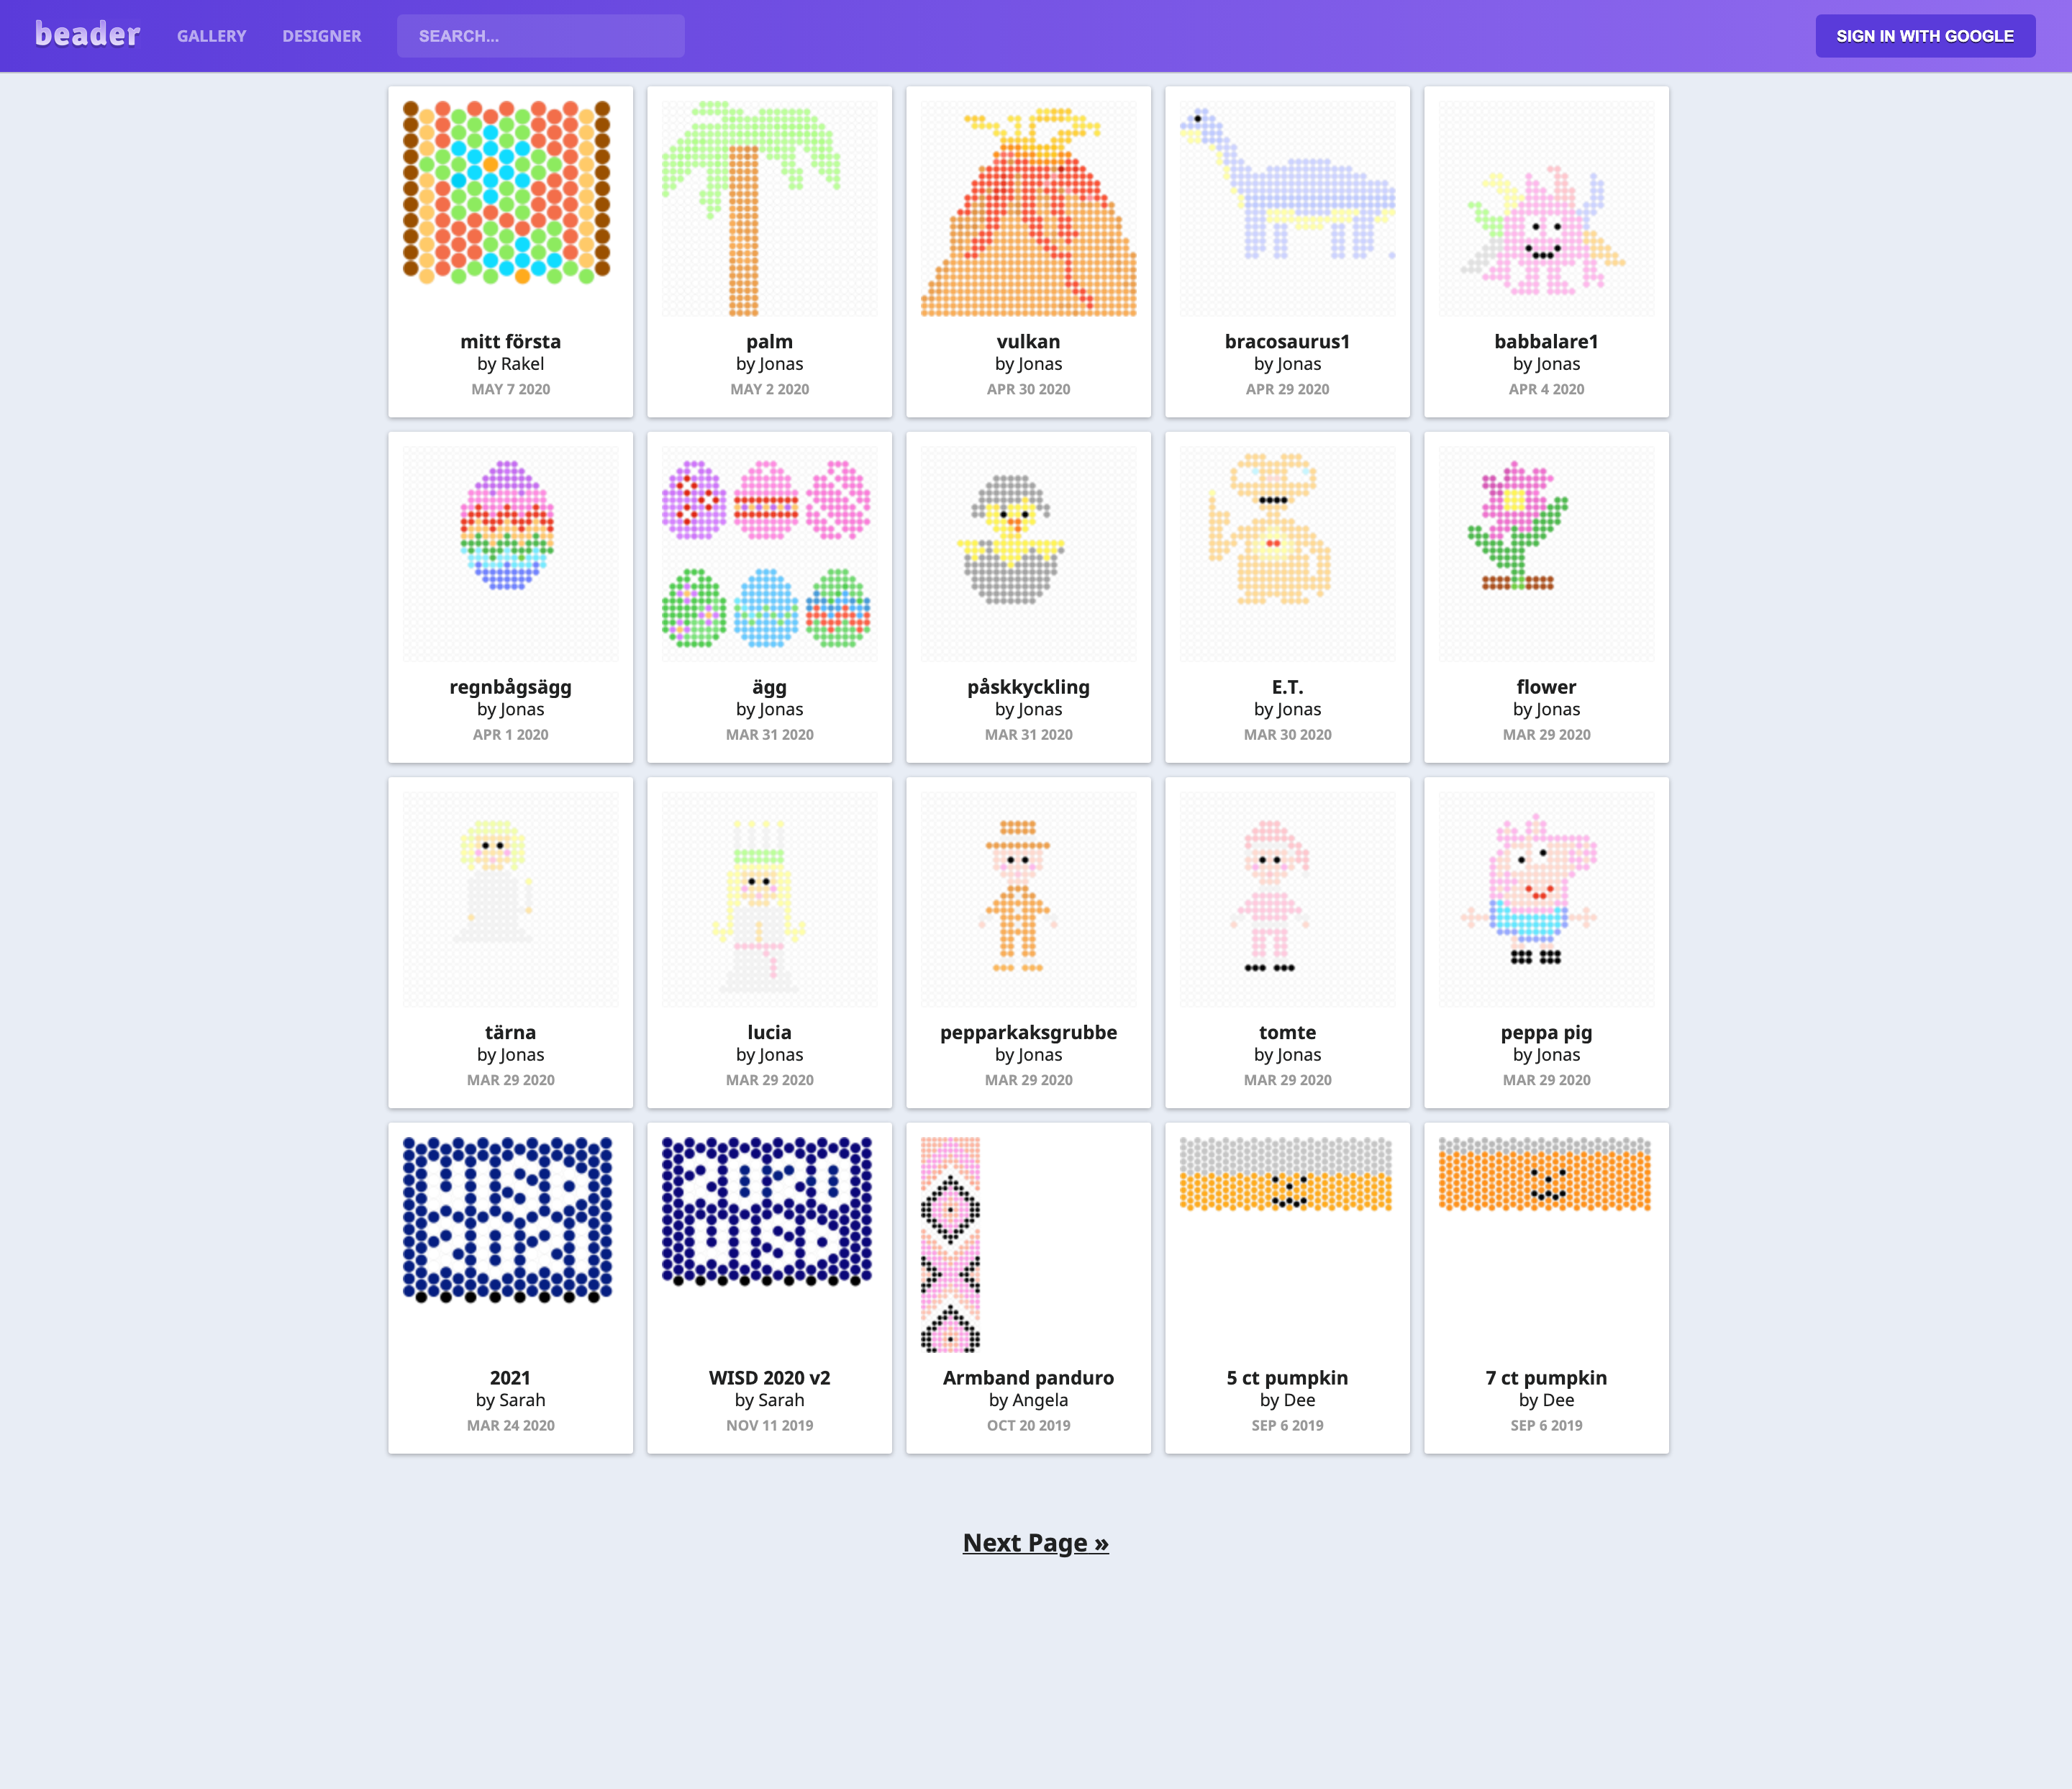 beader
GALLERY
DESIGNER
SEARCH...
SIGN IN WITH GOOGLE
mitt första
by Rakel
MAY 7 2020
palm
by Jonas
MAY 2 2020
vulkan
by Jonas
APR 30 2020
bracosaurus1
by Jonas
APR 29 2020
babbalare1
by Jonas
APR 4 2020
regnbågsägg
by Jonas
APR 1 2020
ägg
by Jonas
MAR 31 2020
påskkyckling
by Jonas
MAR 31 2020
E.T.
by Jonas
MAR 30 2020
flower
by Jonas
MAR 29 2020
tärna
by Jonas
MAR 29 2020
lucia
by Jonas
MAR 29 2020
pepparkaksgrubbe
by Jonas
MAR 29 2020
tomte
by Jonas
MAR 29 2020
peppa pig
by Jonas
MAR 29 2020
2021
by Sarah
MAR 24 2020
WISD 2020 v2
by Sarah
NOV 11 2019
Armband panduro
by Angela
OCT 20 2019
5 ct pumpkin
by Dee
SEP 6 2019
7 ct pumpkin
by Dee
SEP 6 2019
Next Page »